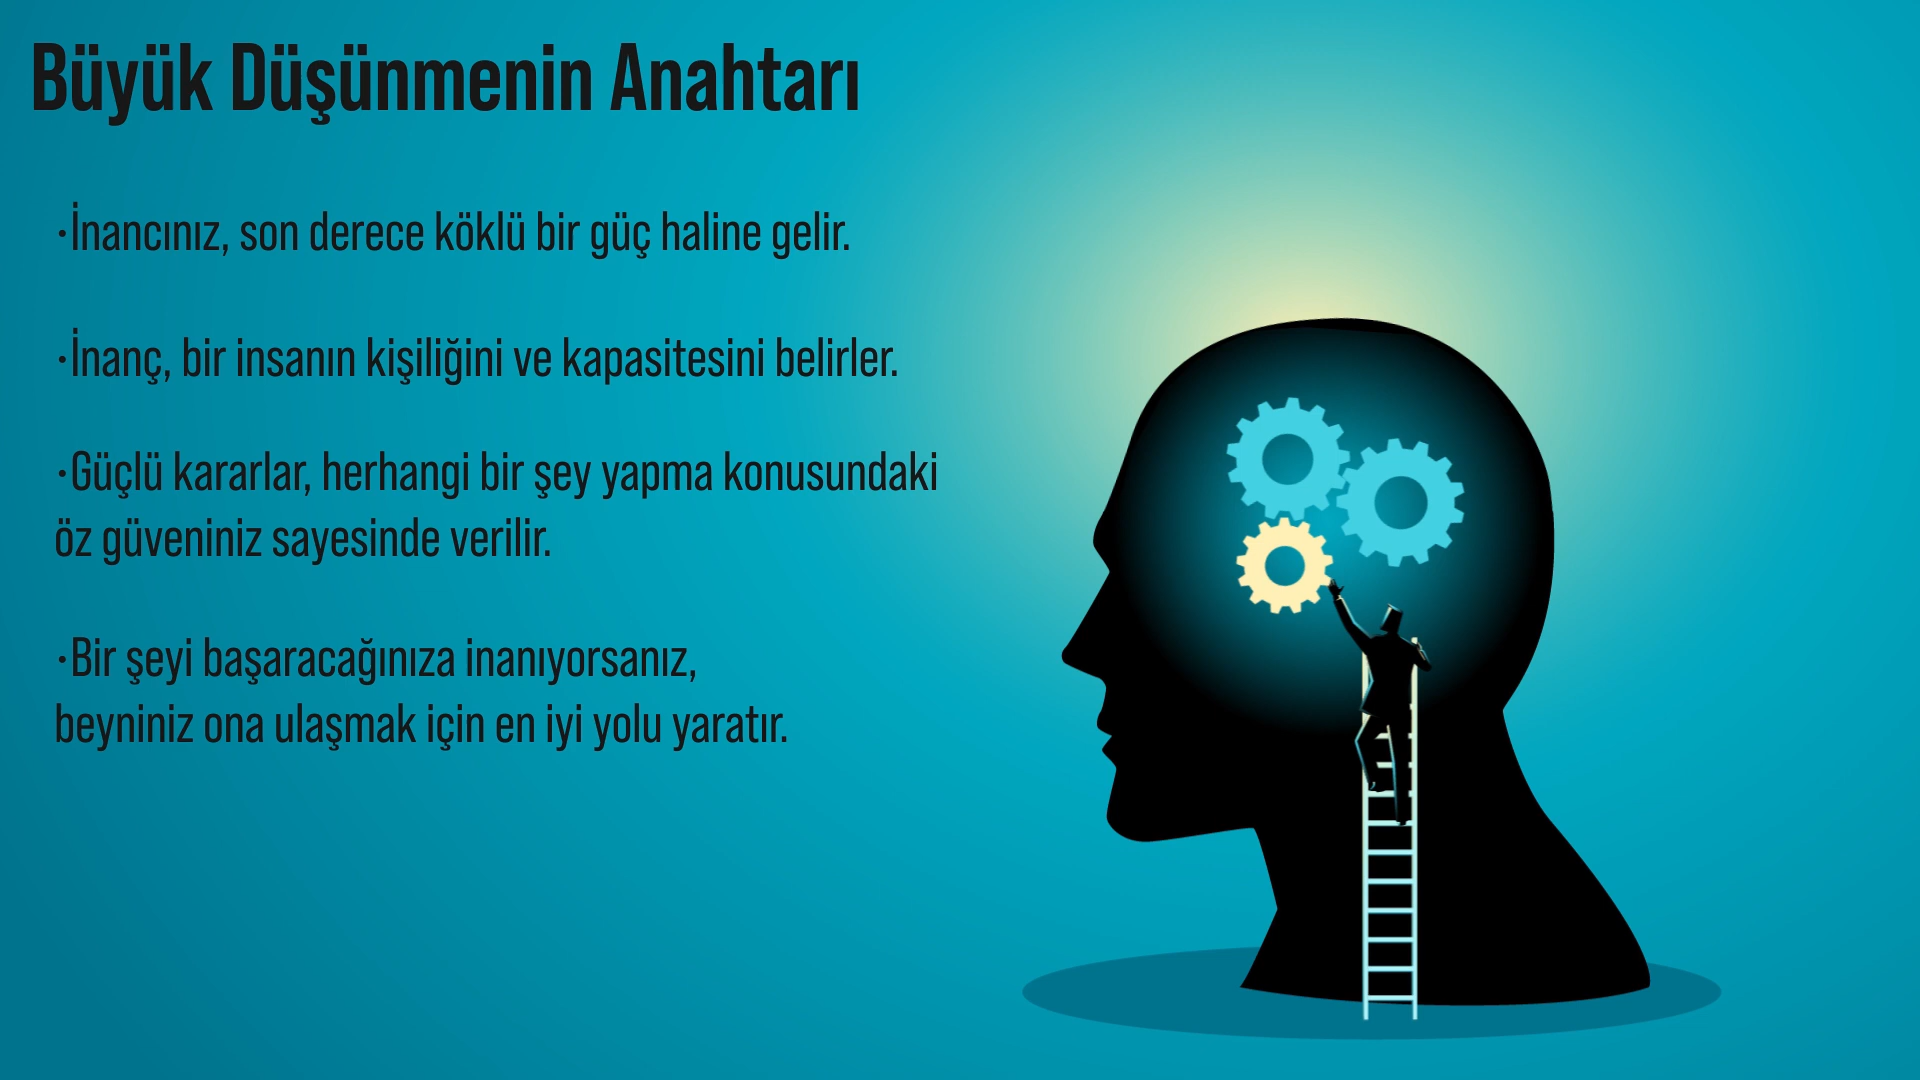 Büyük Düşünmenin Anahtarı
·İnancınız, son derece köklü bir güç haline gelir.
·İnanç, bir insanın kişiliğini ve kapasitesini belirler.
·Güçlü kararlar, herhangi bir şey yapma konusundaki
öz güveniniz sayesinde verilir.
·Bir şeyi başaracağınıza inanıyorsanız,
beyniniz ona ulaşmak için en iyi yolu yaratır.